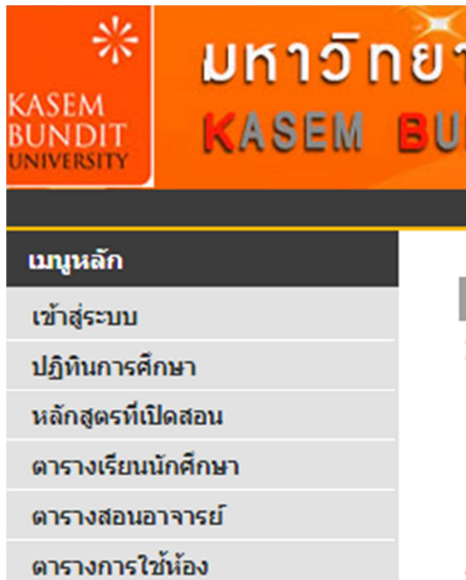 KASEM
BUNDIT
UNIVERSITY
มหาวิทยา
KASEM BU
เมนูหลัก
เข้าสู่ระบบ
ปฏิทินการศึกษา
หลักสูตรที่เปิดสอน
ตารางเรียนนักศึกษา
ตารางสอนอาจารย์
ตารางการใช้ห้อง